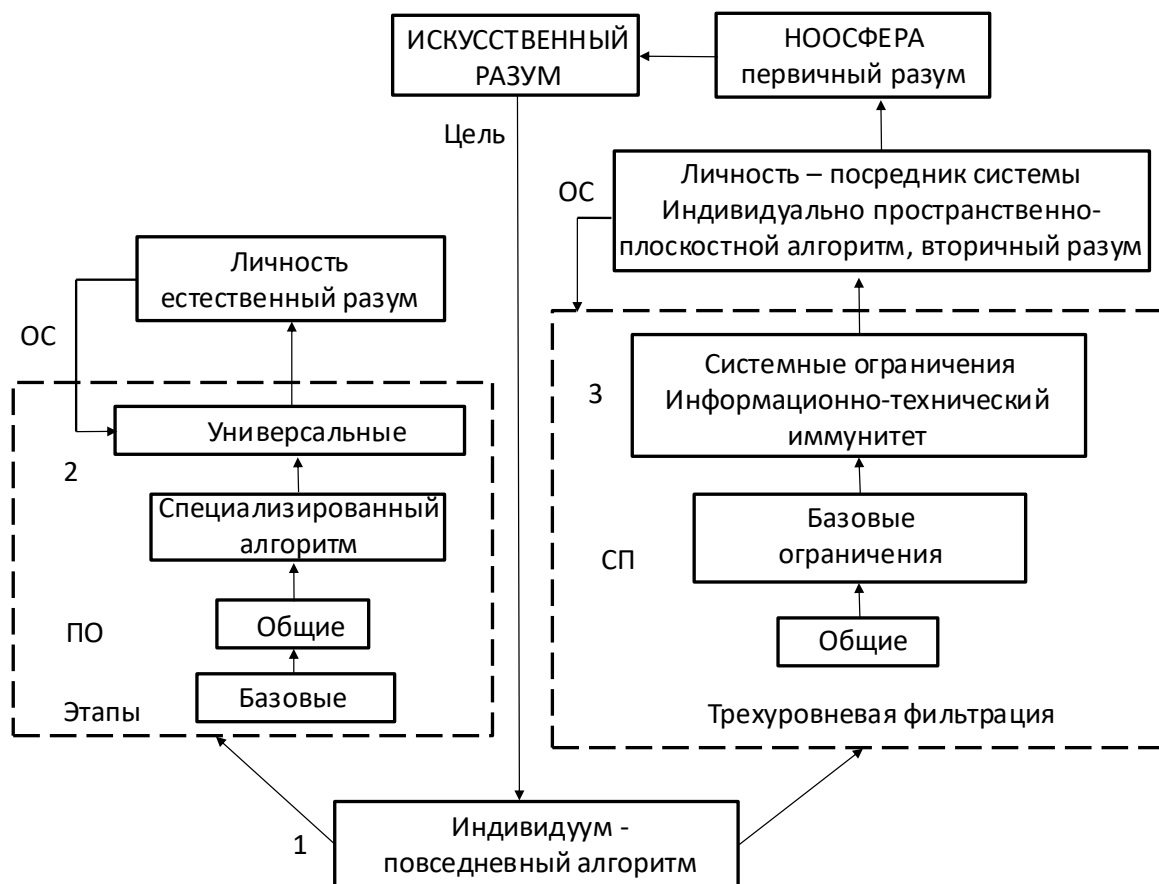 ИСКУССТВЕННЫЙ
РАЗУМ
НООСФЕРА
первичный разум
Цель
ОС
Личность – посредник системы
Индивидуально пространственно-
плоскостной алгоритм, вторичный разум
Личность
естественный разум
ОС
3
Системные ограничения
Информационно-технический
иммунитет
Универсальные
2
Специализированный
алгоритм
Базовые
ограничения
СП
Общие
ПО
Общие
Базовые
Этапы
Трехуровневая фильтрация
1
Индивидуум -
повседневный алгоритм